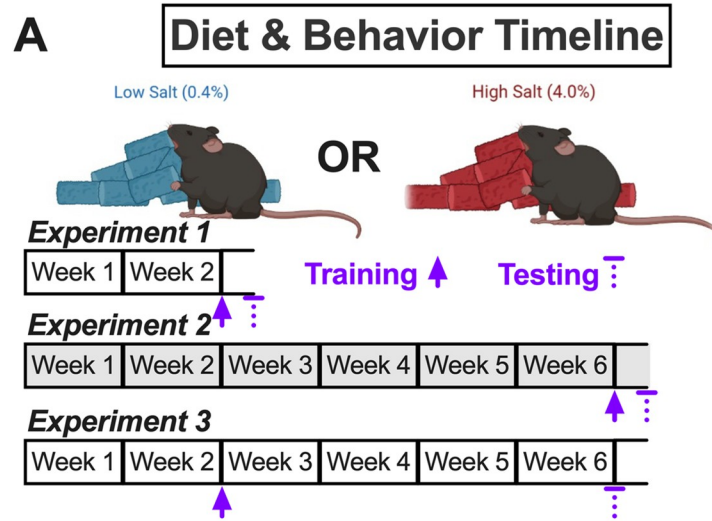 A
Diet & Behavior Timeline
Low Salt (0.4%)
High Salt (4.0%)
OR
Experiment 1
Week 1 Week 2
Training
Testing
Experiment 2
Week 1 Week 2 Week 3 Week 4 Week 5 Week 6
Experiment 3
Week 1 Week 2 Week 3 Week 4 Week 5 Week 6